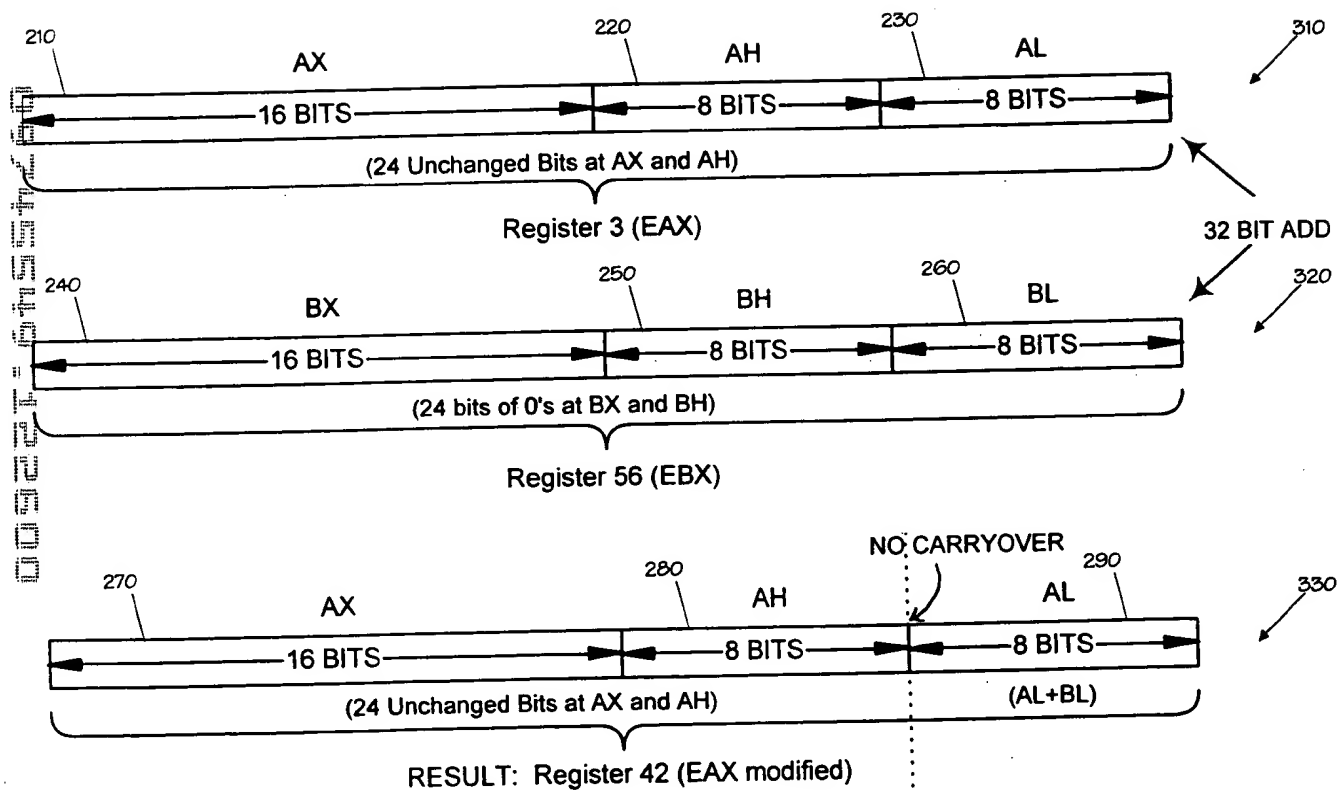 210 220 230 310
AX AH AL
16 BITS 8 BITS 8 BITS
(24 Unchanged Bits at AX and AH)
Register 3 (EAX)
32 BIT ADD
240 250 260 320
BX BH BL
16 BITS 8 BITS 8 BITS
(24 bits of 0's at BX and BH)
Register 56 (EBX)
NO CARRYOVER
270 280 290 330
AX AH AL
16 BITS 8 BITS 8 BITS
(24 Unchanged Bits at AX and AH) (AL+BL)
RESULT: Register 42 (EAX modified)